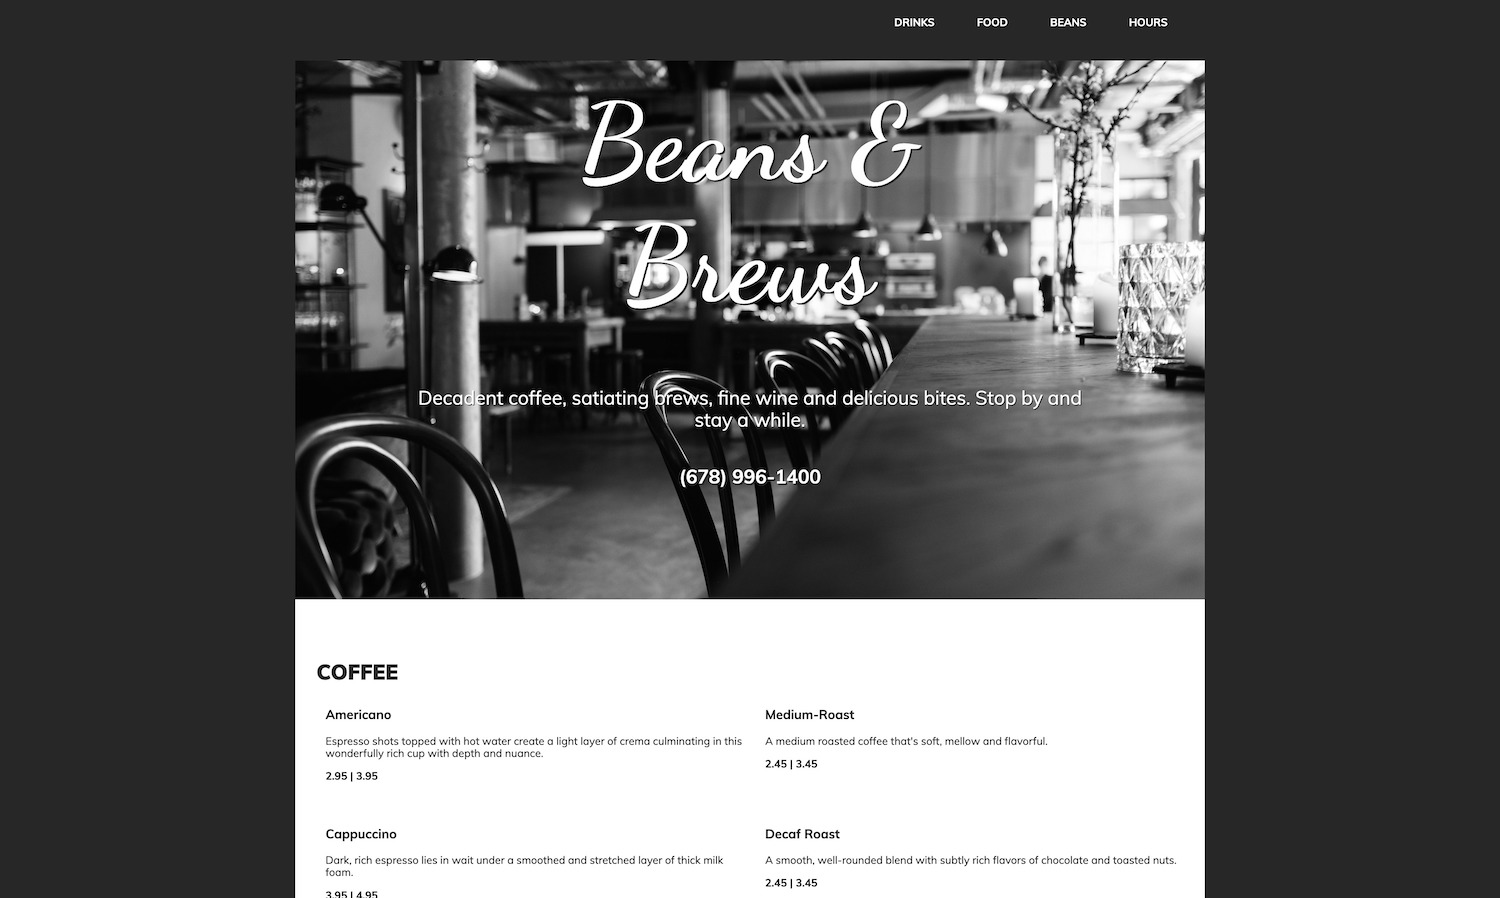 DRINKS FOOD BEANS HOURS
Beans &
Brews
Decadent coffee, satiating brews, fine wine and delicious bites. Stop by and
stay a while.
(678) 996-1400
COFFEE
Americano
Espresso shots topped with hot water create a light layer of crema culminating in this
wonderfully rich cup with depth and nuance.
2.95 | 3.95
Medium-Roast
A medium roasted coffee that's soft, mellow and flavorful.
2.45 | 3.45
Cappuccino
Dark, rich espresso lies in wait under a smoothed and stretched layer of thick milk
foam.
3.95 | 4.95
Decaf Roast
A smooth, well-rounded blend with subtly rich flavors of chocolate and toasted nuts.
2.45 | 3.45